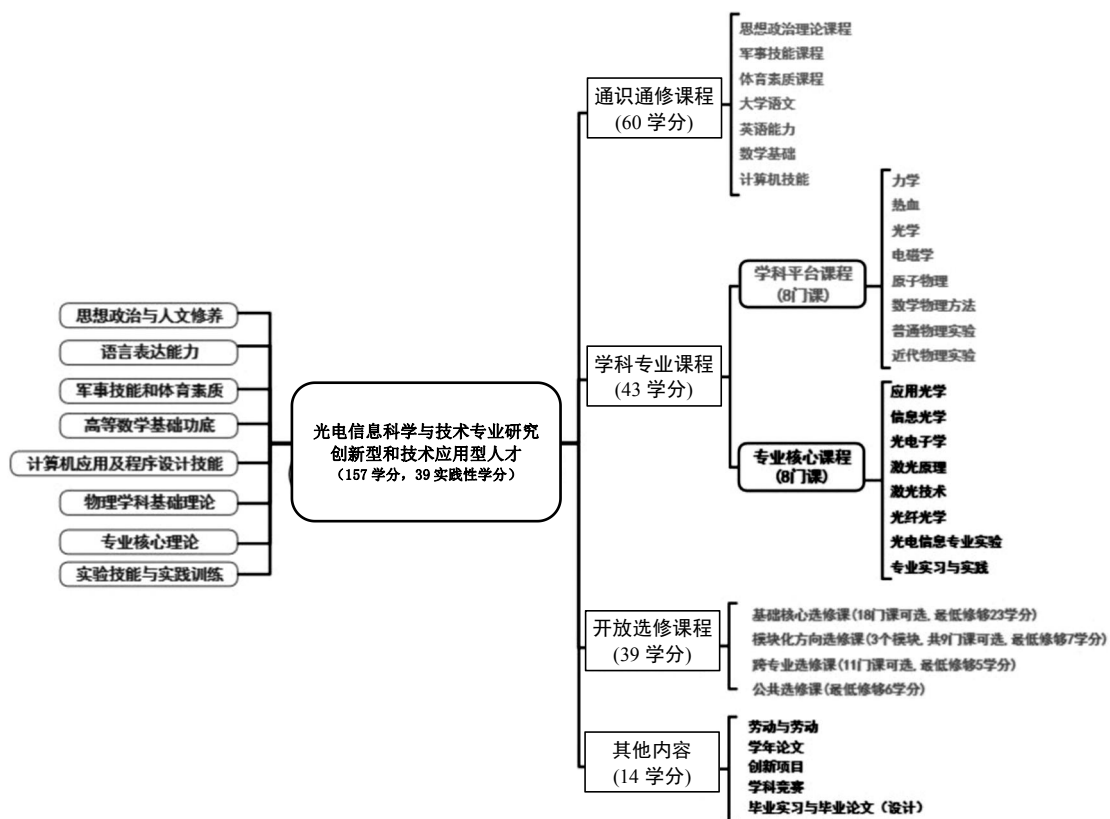 思想政治与人文修养
语言表达能力
军事技能和体育素质
高等数学基础功底
计算机应用及程序设计技能
物理学科基础理论
专业核心理论
实验技能与实践训练
光电信息科学与技术专业研究
创新型和技术应用型人才
(157 学分，39 实践性学分)
通识通修课程
(60 学分)
思想政治理论课程
军事技能课程
体育素质课程
大学语文
英语能力
数学基础
计算机技能
学科专业课程
(43 学分)
学科平台课程
(8门课)
力学
热血
光学
电磁学
原子物理
数学物理方法
普通物理实验
近代物理实验
专业核心课程
(8门课)
应用光学
信息光学
光电子学
激光原理
激光技术
光纤光学
光电信息专业实验
专业实习与实践
开放选修课程
(39 学分)
基础核心选修课(18门课可选, 最低修够23学分)
模块化方向选修课(3个模块, 共9门课可选, 最低修够7学分)
跨专业选修课(11门课可选, 最低修够5学分)
公共选修课(最低修够6学分)
其他内容
(14 学分)
劳动与劳动
学年论文
创新项目
学科竞赛
毕业实习与毕业论文（设计）